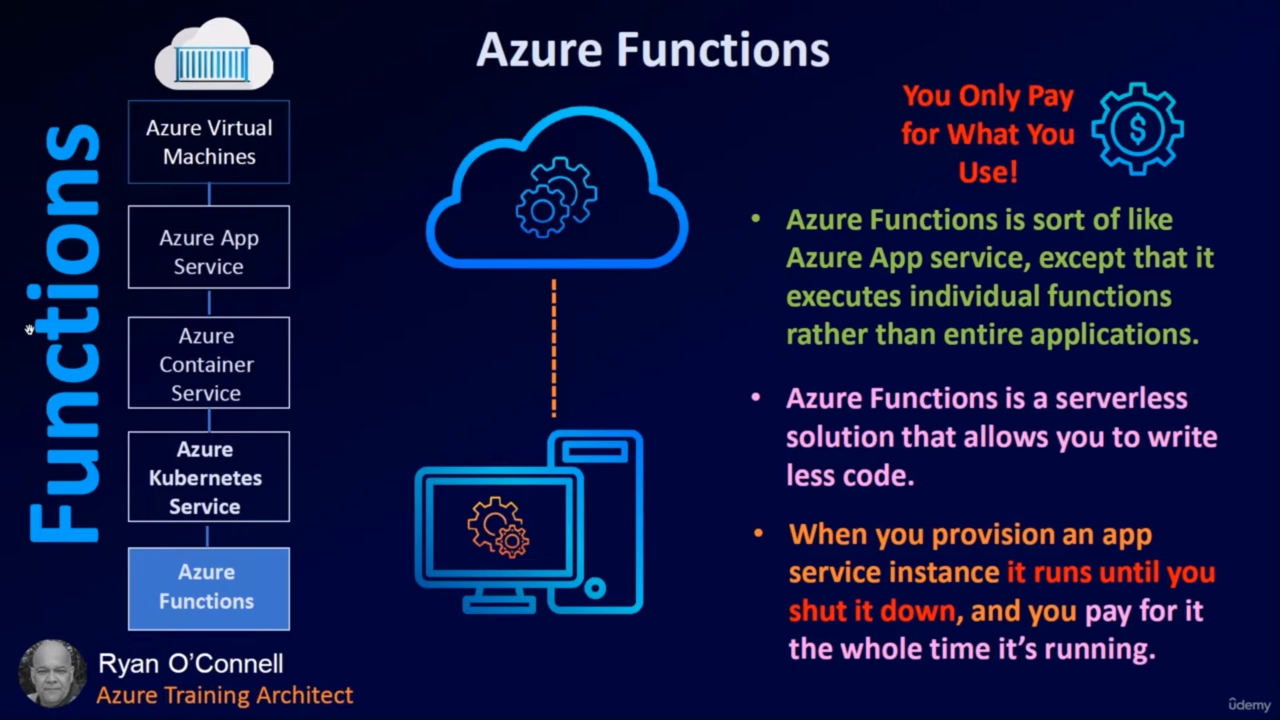 Azure Functions
Functions
Azure Virtual
Machines
Azure App
Service
Azure
Container
Service
Azure
Kubernetes
Service
Azure
Functions
You Only Pay
for What You
Use!
$
• Azure Functions is sort of like
Azure App service, except that it
executes individual functions
rather than entire applications.
• Azure Functions is a serverless
solution that allows you to write
less code.
• When you provision an app
service instance it runs until you
shut it down, and you pay for it
the whole time it's running.
Ryan O'Connell
Azure Training Architect
ûdemy